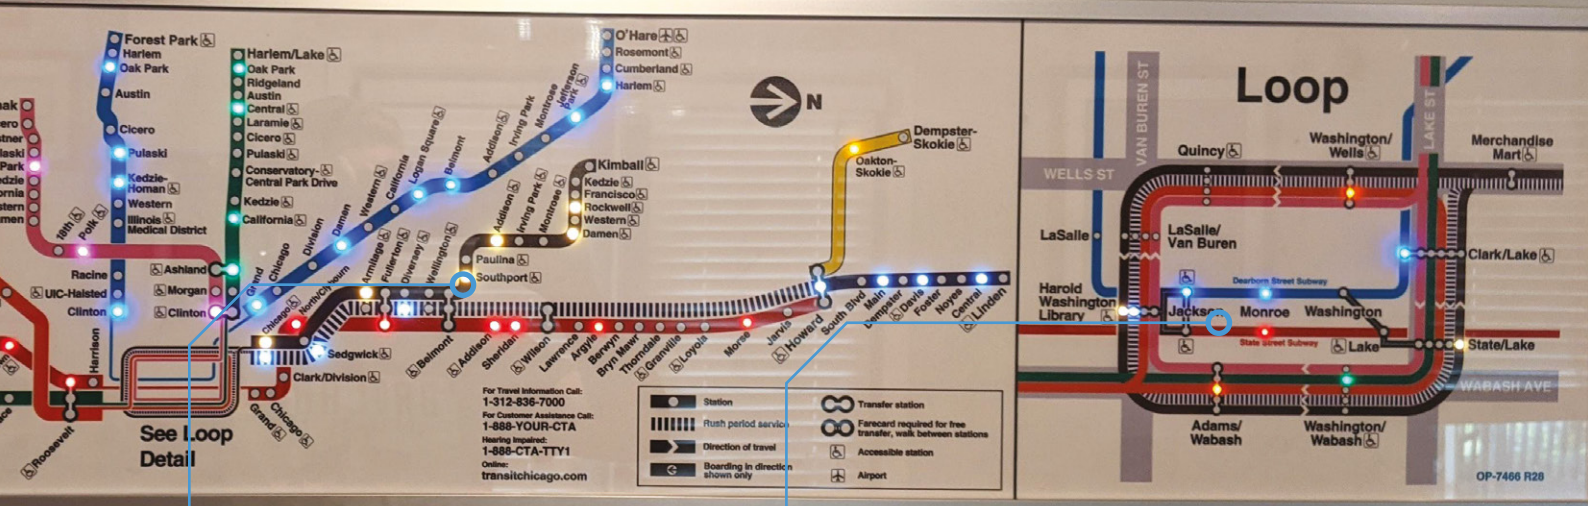 Forest Park
Harlem
Oak Park
Austin
Cicero
Pulaski
Kedzie-
Homan
Western
Illinois
Medical District
Racine
UIC-Halsted
Clinton
Harrison
Harlem/Lake
Oak Park
Ridgeland
Austin
Central
Laramie
Cicero
Pulaski
Conservatory-
Central Park Drive
Kedzie
California
Ashland
Morgan
Clinton
18th
Polk
Grand
Chicago
Division
Damen
Western
California
Logan Square
Belmont
Addison
Irving Park
Montrose
Jefferson
Park
O'Hare
Rosemont
Cumberland
Harlem
Chicago
North/Clybourn
Armitage
Fullerton
Diversey
Wellington
Southport
Paulina
Addison
Irving Park
Montrose
Damen
Western
Rockwell
Francisco
Kedzie
Kimball
Sedgwick
Clark/Division
Grand
Chicago
Roosevelt
See Loop
Detail
Belmont
Addison
Sheridan
Wilson
Lawrence
Argyle
Berwyn
Bryn Mawr
Thorndale
Granville
Loyola
Morse
Jarvis
Howard
South Blvd
Main
Dempster
Davis
Foster
Noyes
Central
Linden
Oakton-
Skokie
Dempster-
Skokie
N
For Travel Information Call:
1-312-836-7000
For Customer Assistance Call:
1-888-YOUR-CTA
Hearing Impaired:
1-888-CTA-TTY1
Online:
transitchicago.com
Station
Rush period service
Direction of travel
Boarding in direction
shown only
Transfer station
Farecard required for free
transfer, walk between stations
Accessible station
Airport
Loop
VAN BUREN ST
LAKE ST
WELLS ST
WABASH AVE
Quincy
Washington/
Wells
Merchandise
Mart
LaSalle
LaSalle/
Van Buren
Clark/Lake
Dearborn Street Subway
Harold
Washington
Library
Monroe
Washington
State Street Subway
Lake
State/Lake
Adams/
Wabash
Washington/
Wabash
OP-7466 R28